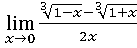 lim x→0 (∛(1−x) − ∛(1+x)) / 2x